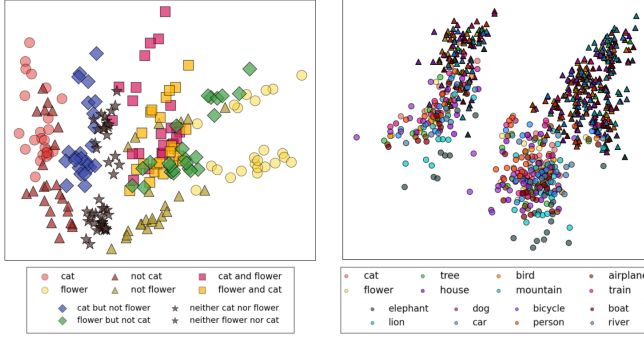 cat
not cat
cat and flower
flower
not flower
flower and cat
cat but not flower
neither cat nor flower
flower but not cat
neither flower nor cat
cat
tree
bird
airplane
flower
house
mountain
train
elephant
dog
bicycle
boat
lion
car
person
river